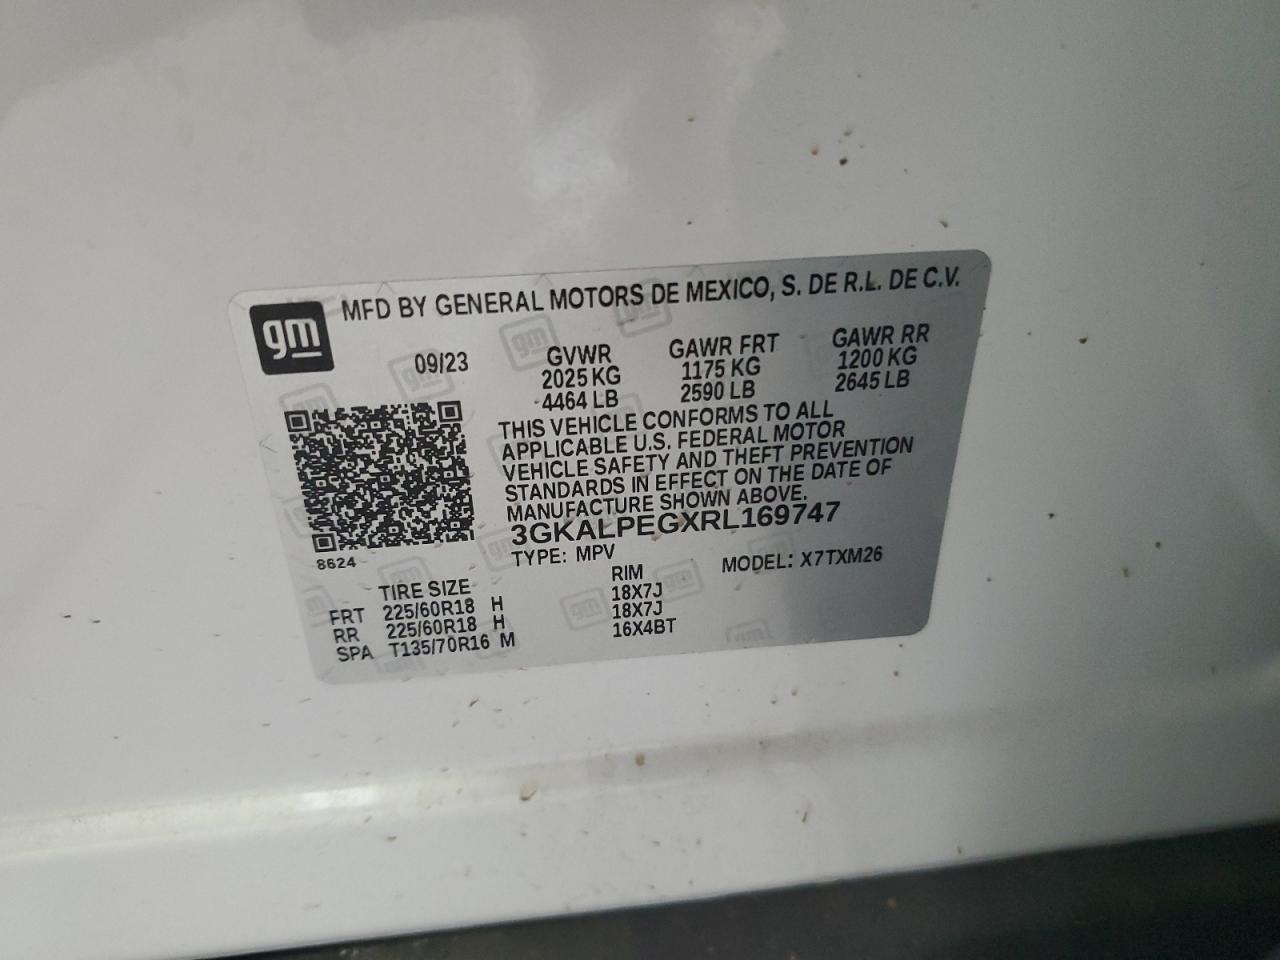 gm
MFD BY GENERAL MOTORS DE MEXICO, S. DE R.L. DE C.V.
09/23
GVWR GAWR FRT GAWR RR
2025 KG 1175 KG 1200 KG
4464 LB 2590 LB 2645 LB
THIS VEHICLE CONFORMS TO ALL
APPLICABLE U.S. FEDERAL MOTOR
VEHICLE SAFETY AND THEFT PREVENTION
STANDARDS IN EFFECT ON THE DATE OF
MANUFACTURE SHOWN ABOVE.
3GKALPEGXRL169747
8624
TYPE: MPV MODEL: X7TXM26
TIRE SIZE RIM
FRT 225/60R18 H 18X7J
RR 225/60R18 H 18X7J
SPA T135/70R16 M 16X4BT